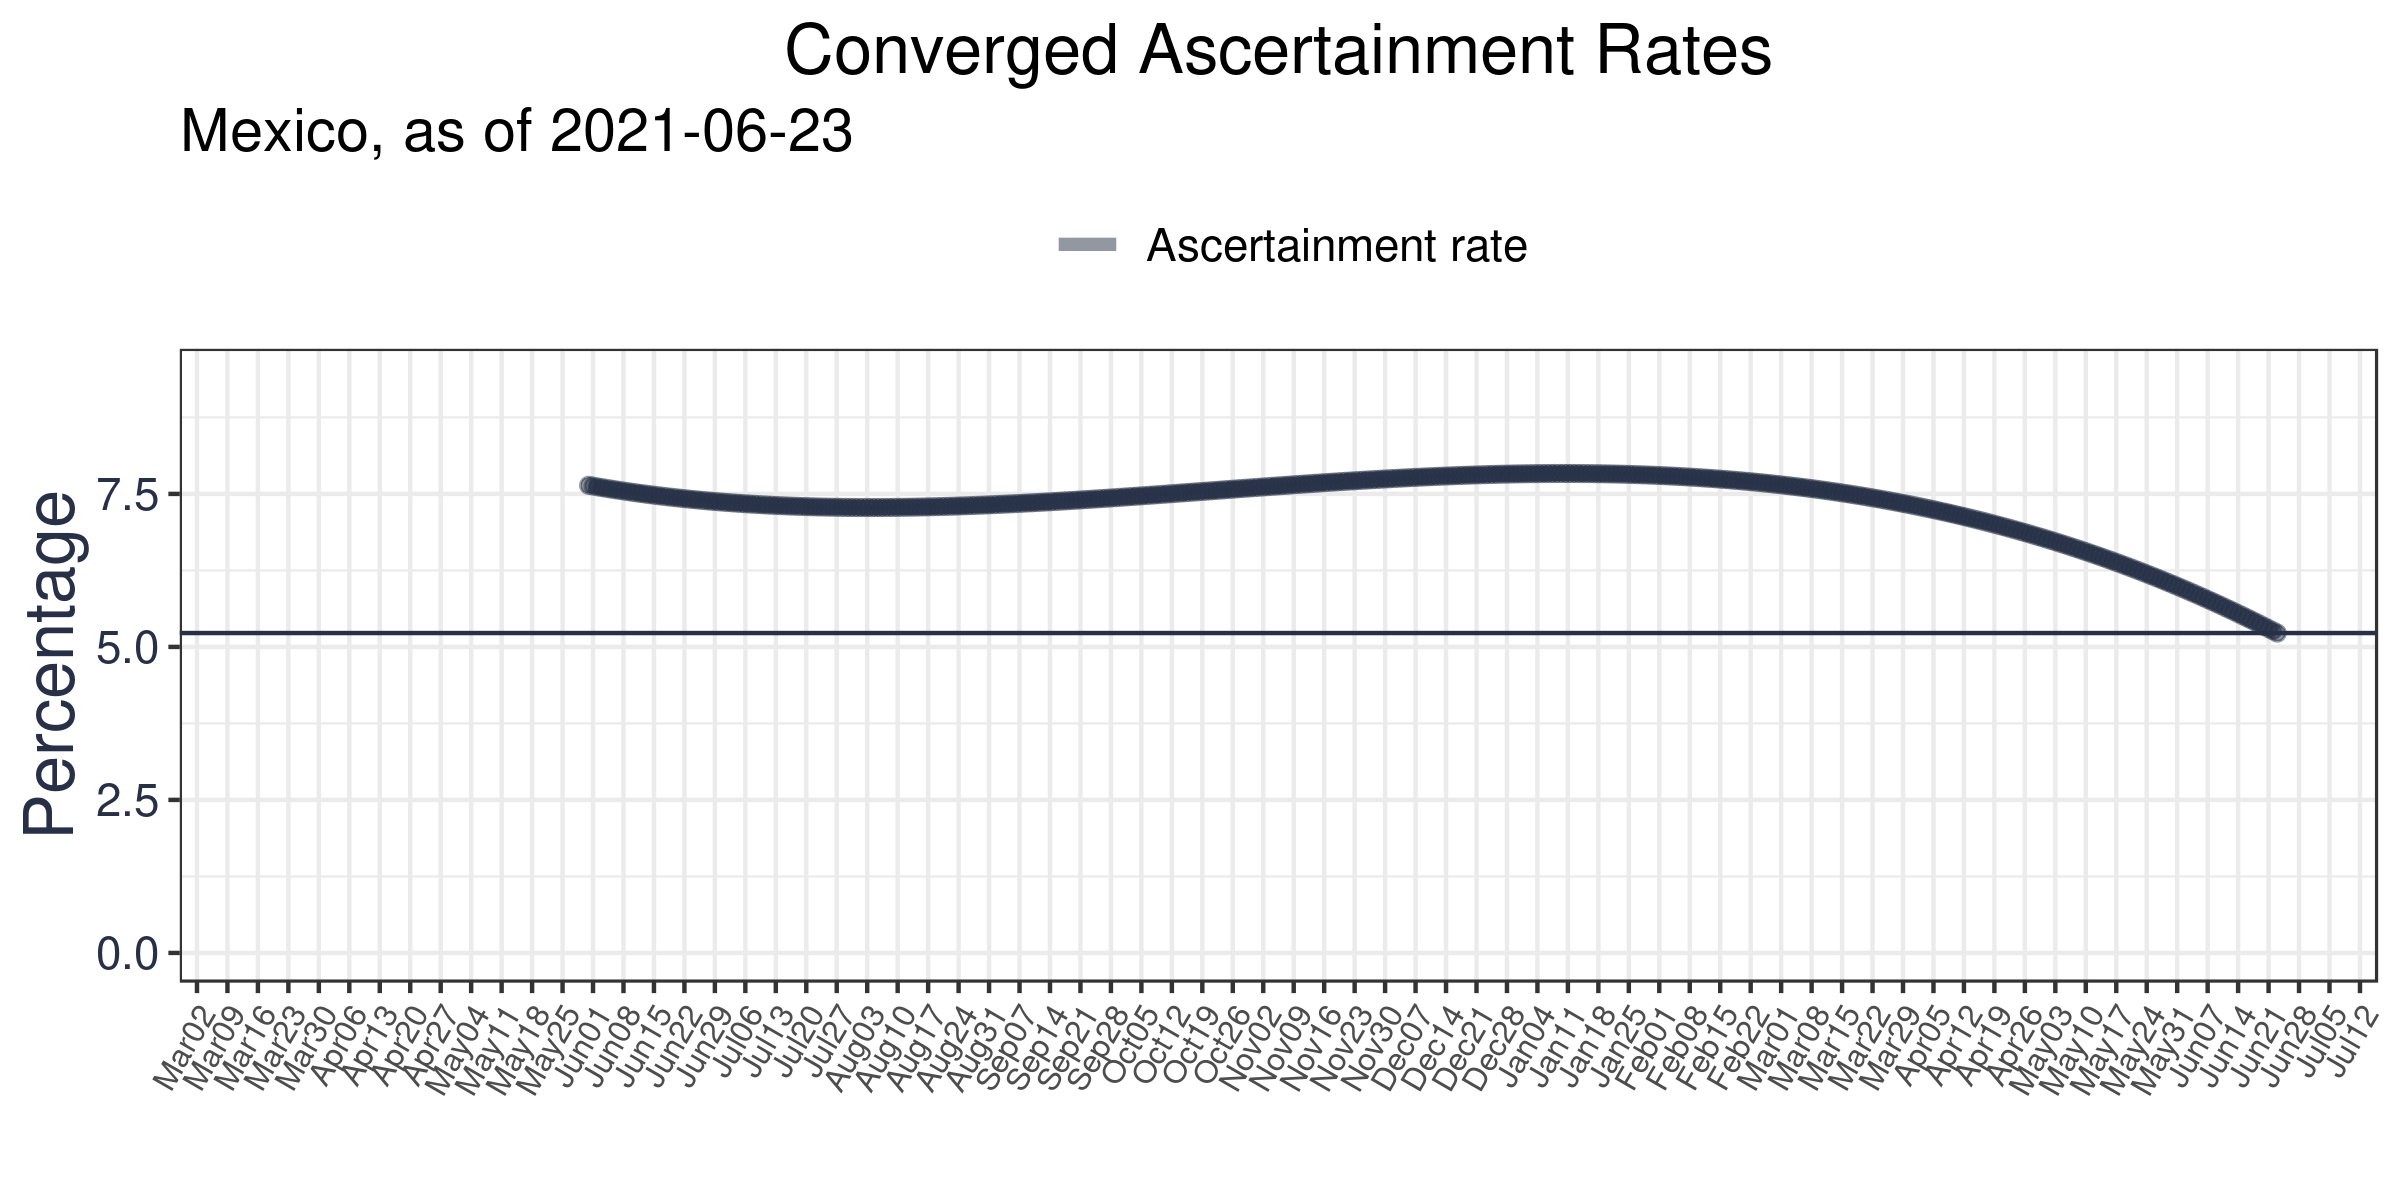 Converged Ascertainment Rates
Mexico, as of 2021-06-23
Ascertainment rate
Percentage
7.5
5.0
2.5
0.0
Mar02 Mar09 Mar16 Mar23 Mar30 Apr06 Apr13 Apr20 Apr27 May04 May11 May18 May25 Jun01 Jun08 Jun15 Jun22 Jun29 Jul06 Jul13 Jul20 Jul27 Aug03 Aug10 Aug17 Aug24 Aug31 Sep07 Sep14 Sep21 Sep28 Oct05 Oct12 Oct19 Oct26 Nov02 Nov09 Nov16 Nov23 Nov30 Dec07 Dec14 Dec21 Dec28 Jan04 Jan11 Jan18 Jan25 Feb01 Feb08 Feb15 Feb22 Mar01 Mar08 Mar15 Mar22 Mar29 Apr05 Apr12 Apr19 Apr26 May03 May10 May17 May24 May31 Jun07 Jun14 Jun21 Jun28 Jul05 Jul12